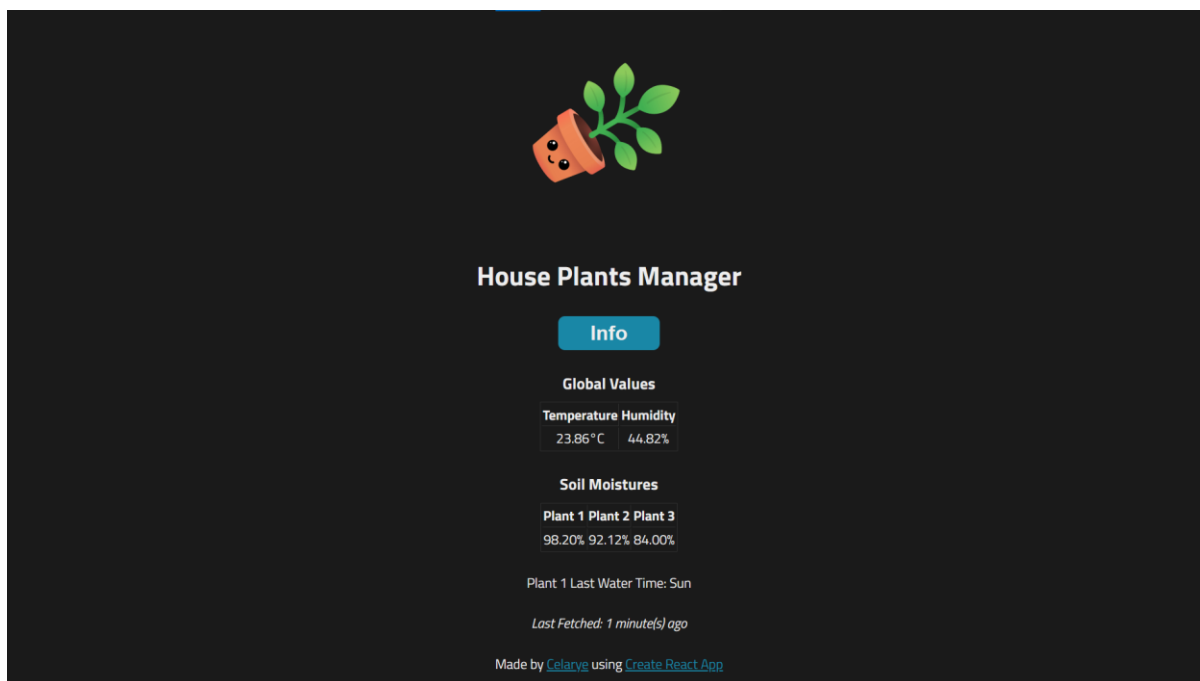 House Plants Manager
Info
Global Values
Temperature Humidity
23.86°C 44.82%
Soil Moistures
Plant 1 Plant 2 Plant 3
98.20% 92.12% 84.00%
Plant 1 Last Water Time: Sun
Last Fetched: 1 minute(s) ago
Made by Celarye using Create React App